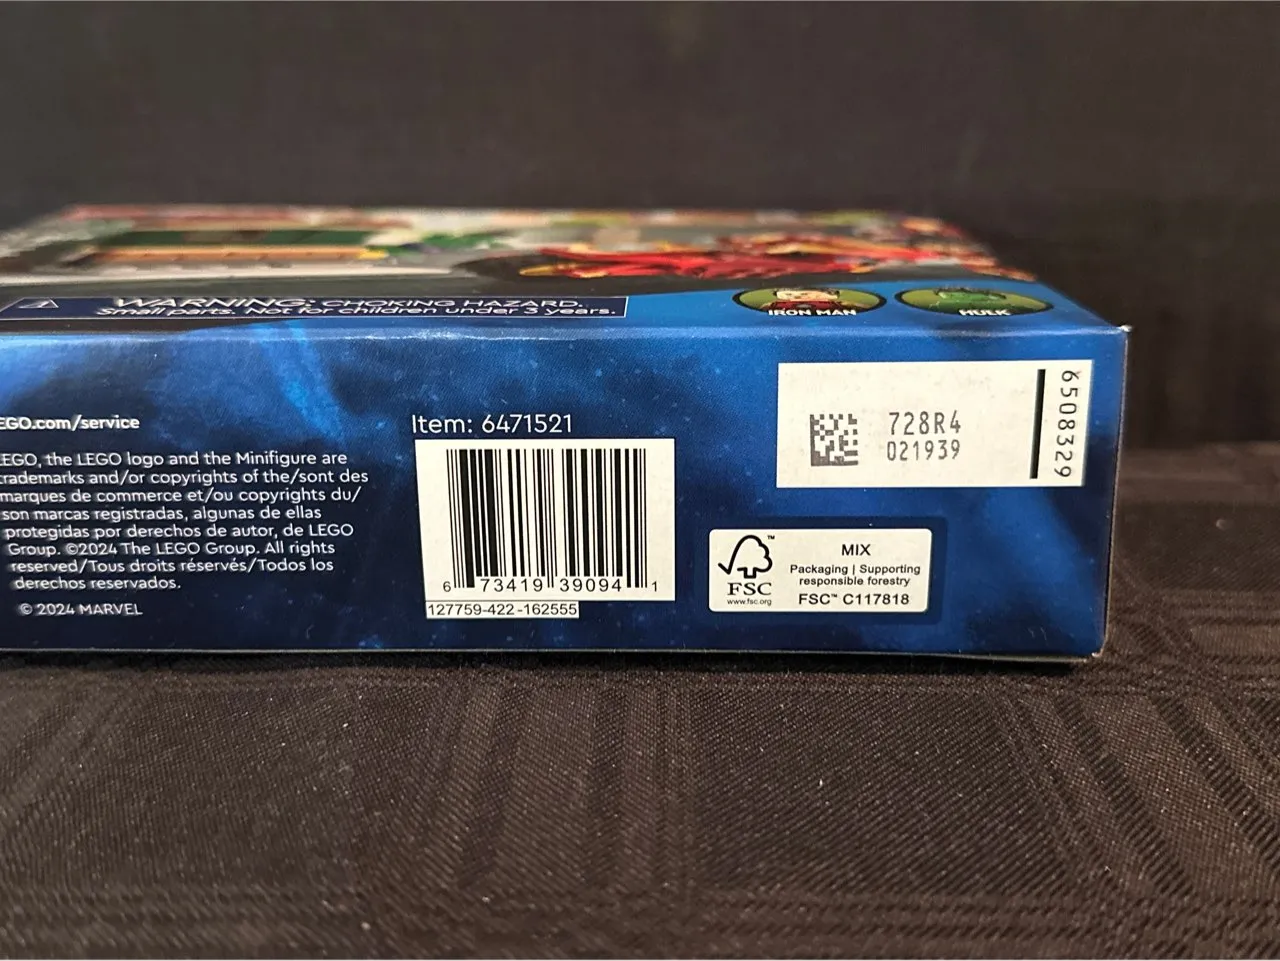 WARNING: CHOKING HAZARD.
Small parts. Not for children under 3 years.
IRON MAN
HULK
EGO.com/service
LEGO, the LEGO logo and the Minifigure are
trademarks and/or copyrights of the/sont des
marques de commerce et/ou copyrights du/
son marcas registradas, algunas de ellas
protegidas por derechos de autor, de LEGO
Group. ©2024 The LEGO Group. All rights
reserved/Tous droits réservés/Todos los
derechos reservados.
© 2024 MARVEL
Item: 6471521
6 73419 39094 1
127759-422-162555
728R4
021939
6508329
FSC
™
www.fsc.org
MIX
Packaging | Supporting
responsible forestry
FSC™ C117818